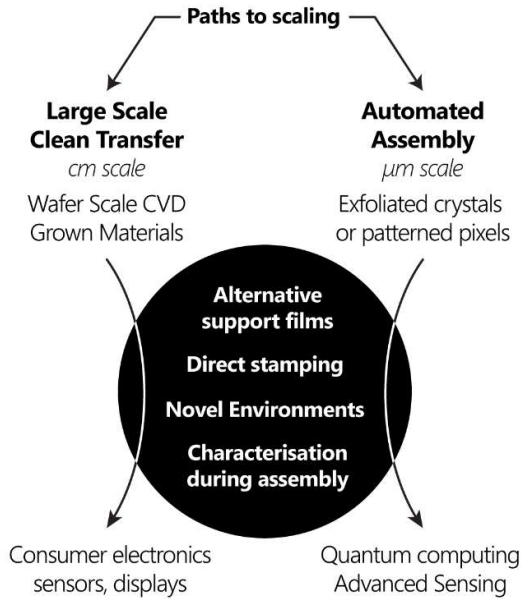 Paths to scaling
Large Scale
Clean Transfer
cm scale
Wafer Scale CVD
Grown Materials
Automated
Assembly
μm scale
Exfoliated crystals
or patterned pixels
Alternative
support films
Direct stamping
Novel Environments
Characterisation
during assembly
Consumer electronics
sensors, displays
Quantum computing
Advanced Sensing